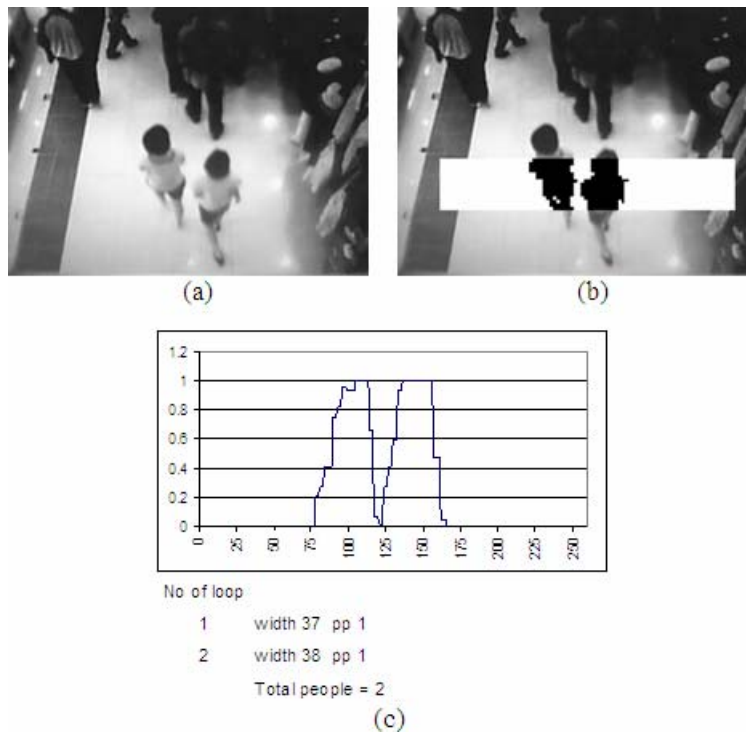 (a)
(b)
1.2
1
0.8
0.6
0.4
0.2
0
0 25 50 75 100 125 150 175 200 225 250
No of loop
1 width 37 pp 1
2 width 38 pp 1
Total people = 2
(c)